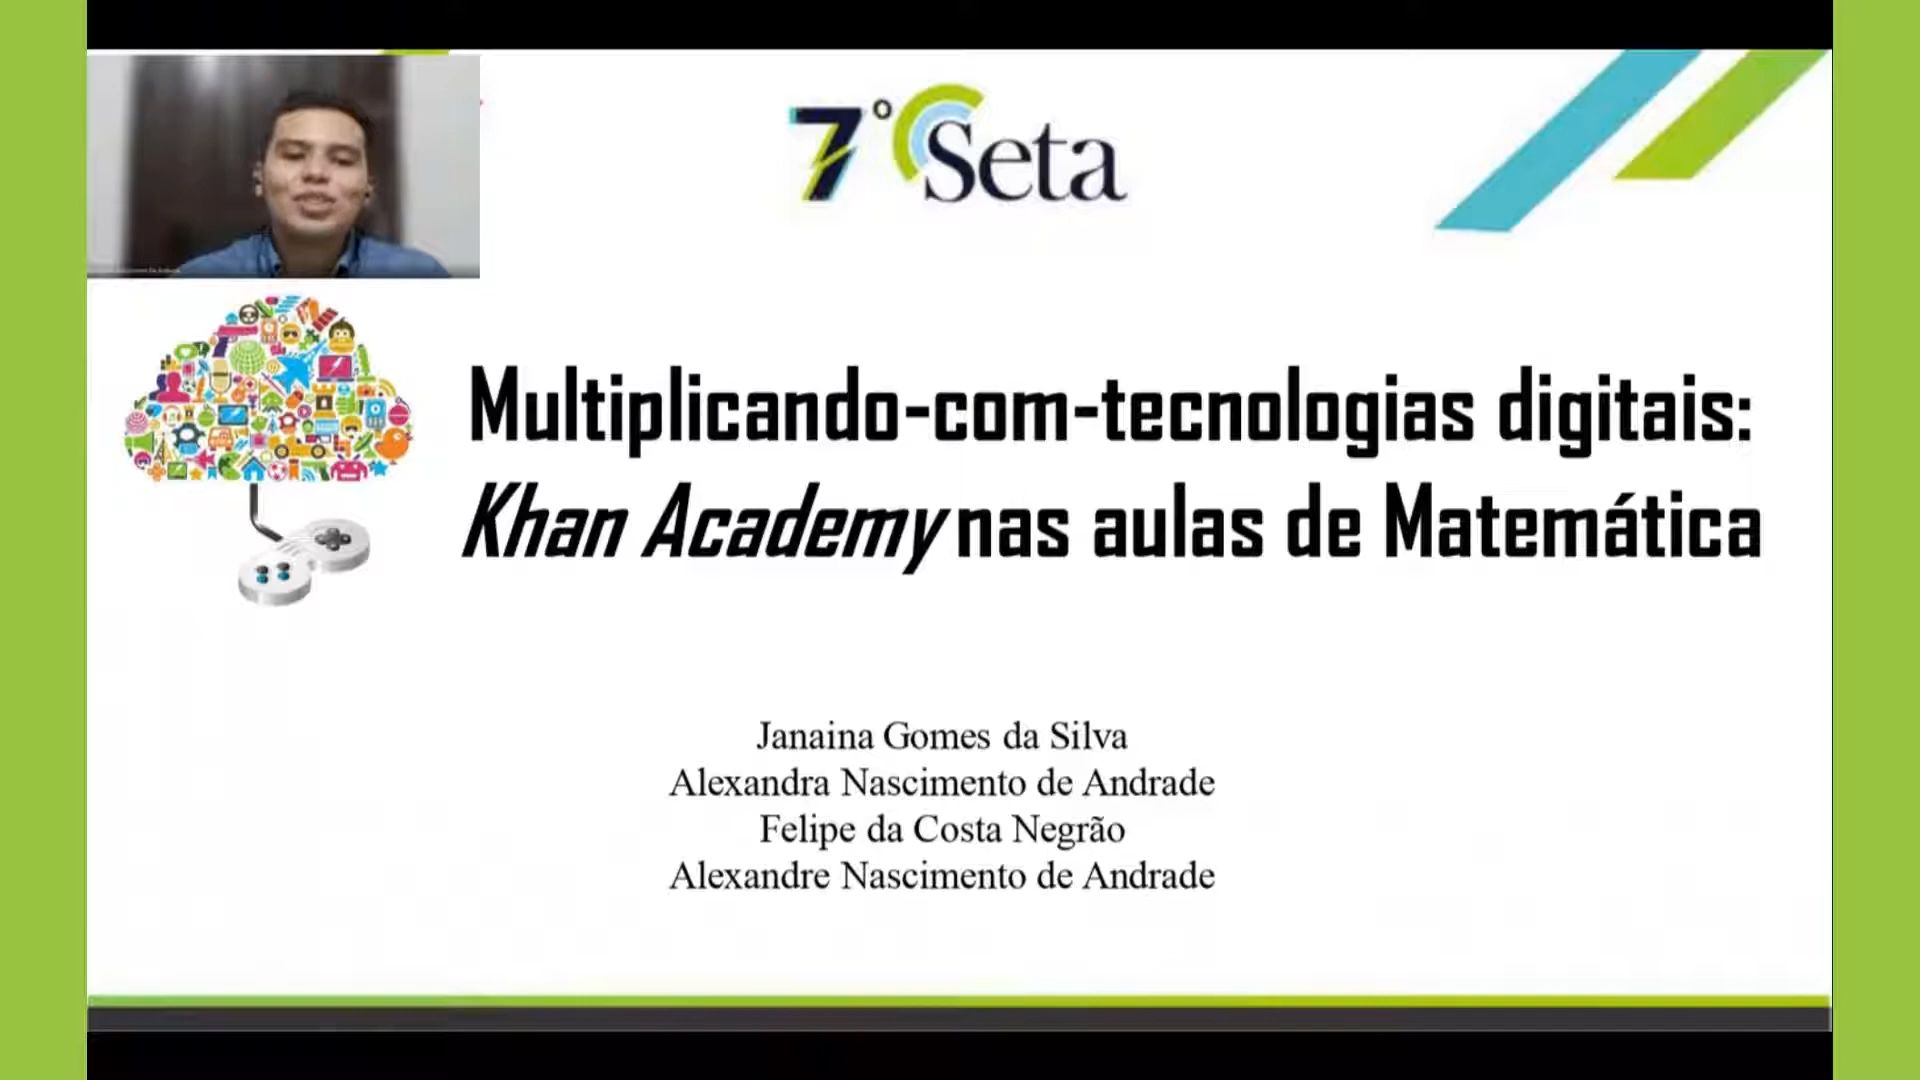 7º Seta
Multiplicando-com-tecnologias digitais:
Khan Academy nas aulas de Matemática
Janaina Gomes da Silva
Alexandra Nascimento de Andrade
Felipe da Costa Negrão
Alexandre Nascimento de Andrade